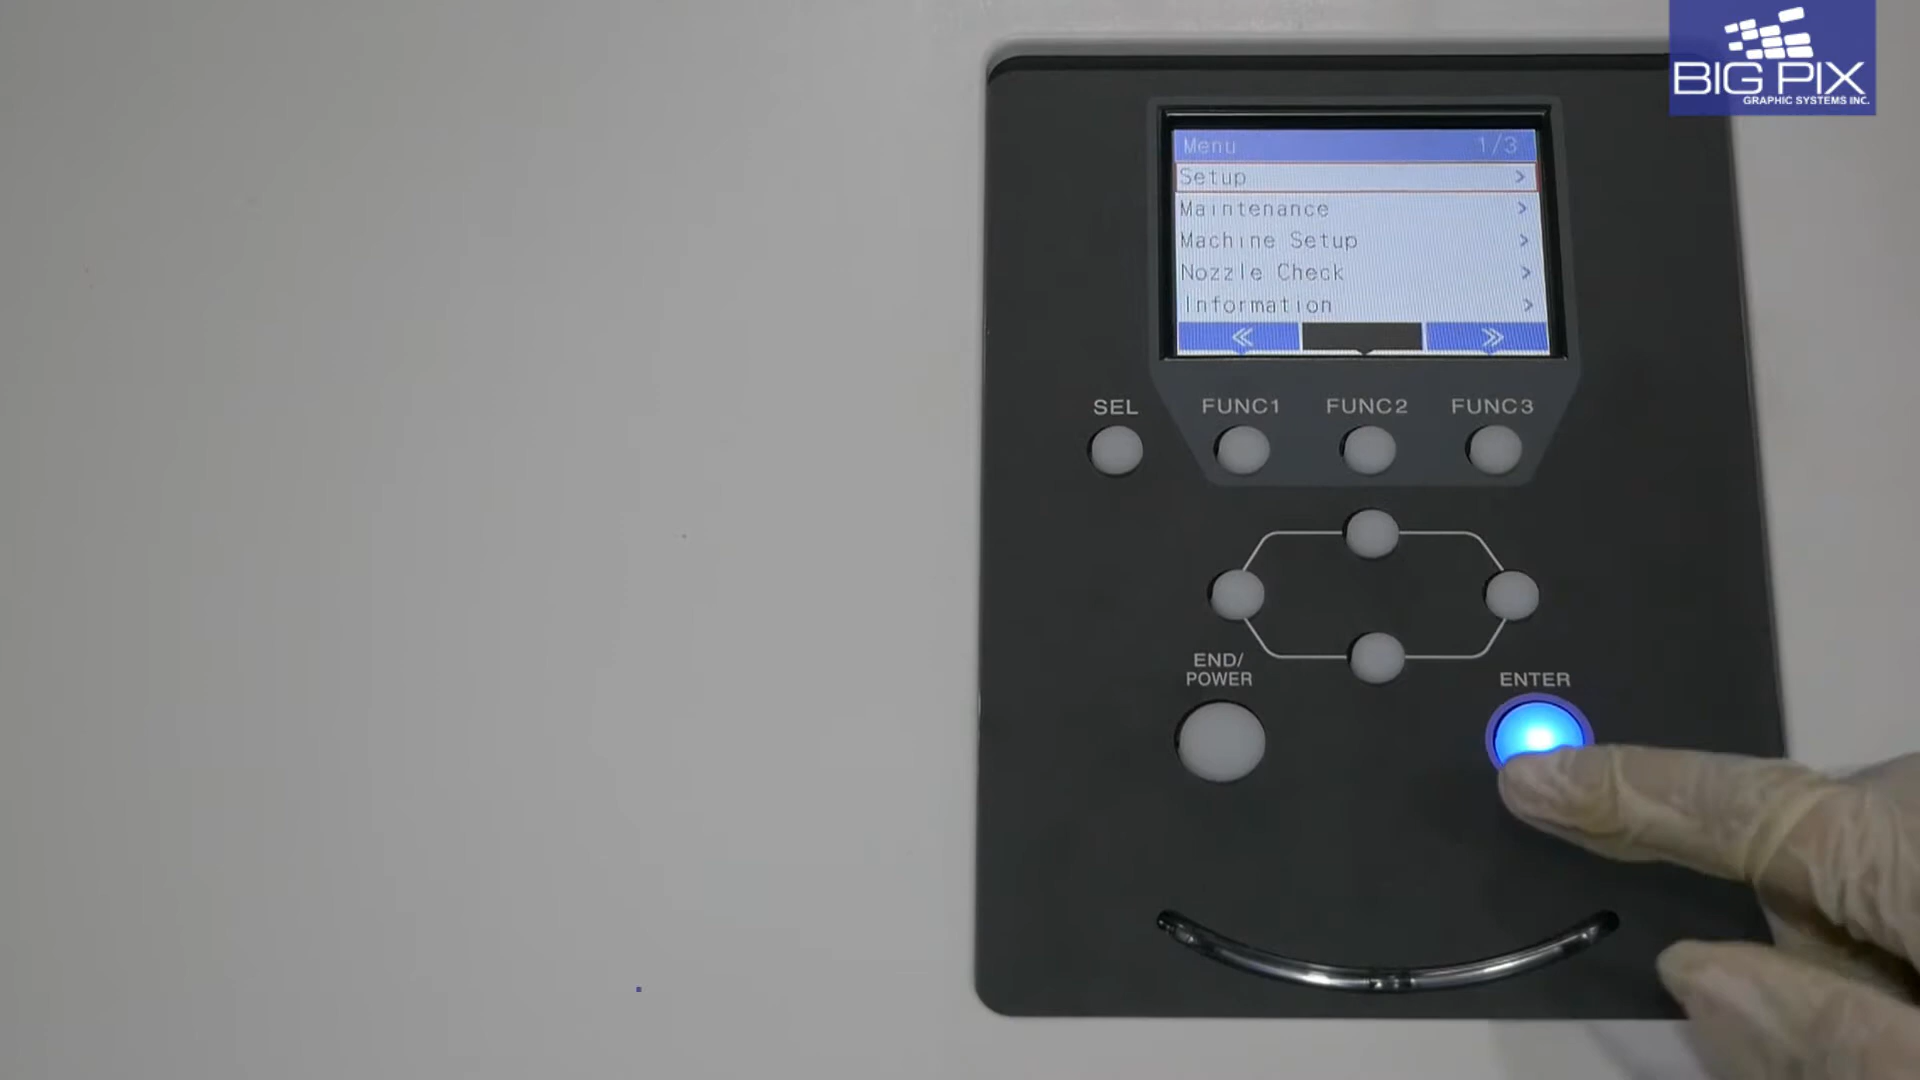 BIG PIX
GRAPHIC SYSTEMS INC.
Menu 1/3
Setup >
Maintenance >
Machine Setup >
Nozzle Check >
Information >
SEL FUNC1 FUNC2 FUNC3
END/
POWER
ENTER